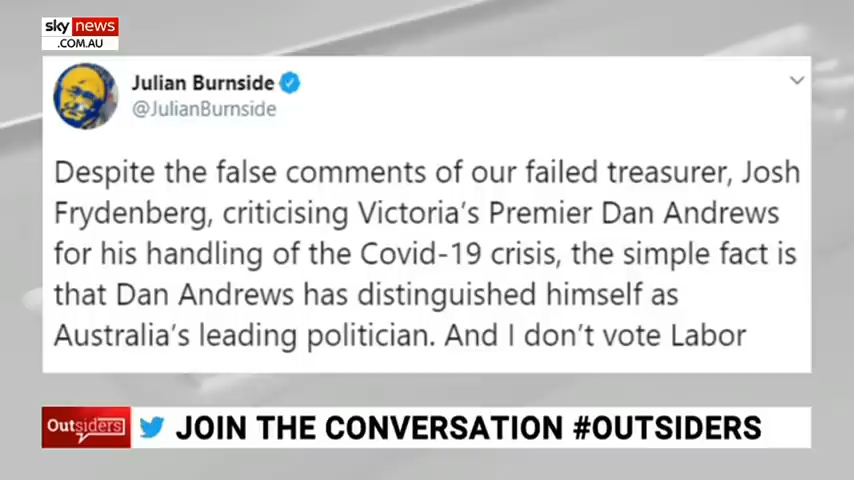 sky news
.COM.AU
Julian Burnside
@JulianBurnside
Despite the false comments of our failed treasurer, Josh
Frydenberg, criticising Victoria's Premier Dan Andrews
for his handling of the Covid-19 crisis, the simple fact is
that Dan Andrews has distinguished himself as
Australia's leading politician. And I don't vote Labor
Outsiders
JOIN THE CONVERSATION #OUTSIDERS